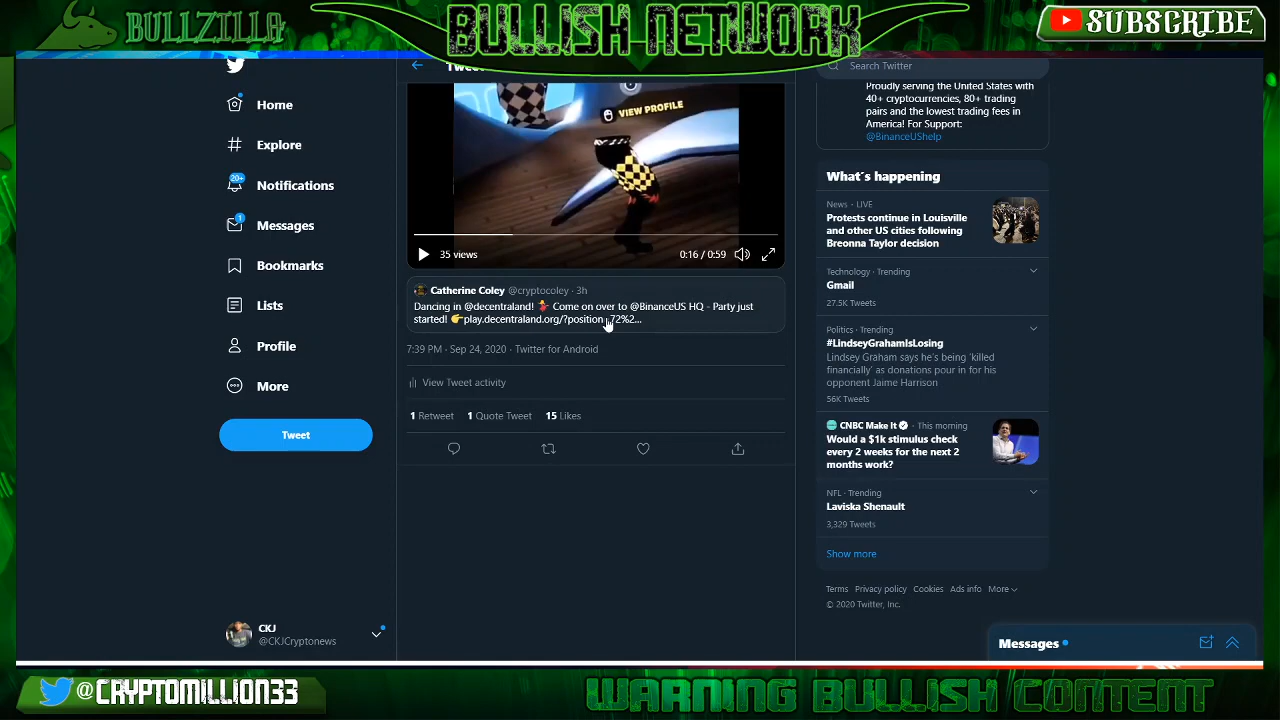 BULLZILLA
BULLISH NETWORK
SUBSCRIBE
Home
Explore
20+
Notifications
1
Messages
Bookmarks
Lists
Profile
More
Tweet
CKJ
@CKJCryptonews
VIEW PROFILE
35 views
0:16 / 0:59
Catherine Coley @cryptocoley · 3h
Dancing in @decentraland! 💃 Come on over to @BinanceUS HQ - Party just
started! 👉play.decentraland.org/?position
72%2...
7:39 PM · Sep 24, 2020 · Twitter for Android
View Tweet activity
1 Retweet 1 Quote Tweet 15 Likes
Search Twitter
Proudly serving the United States with
40+ cryptocurrencies, 80+ trading
pairs and the lowest trading fees in
America! For Support:
@BinanceUShelp
What's happening
News · LIVE
Protests continue in Louisville
and other US cities following
Breonna Taylor decision
Technology · Trending
Gmail
27.5K Tweets
Politics · Trending
#LindseyGrahamIsLosing
Lindsey Graham says he's being 'killed
financially' as donations pour in for his
opponent Jaime Harrison
56K Tweets
CNBC Make It · This morning
Would a $1k stimulus check
every 2 weeks for the next 2
months work?
NFL · Trending
Laviska Shenault
3,329 Tweets
Show more
Terms Privacy policy Cookies Ads info More
© 2020 Twitter, Inc.
Messages
@CRYPTOMILLION33
WARNING BULLISH CONTENT